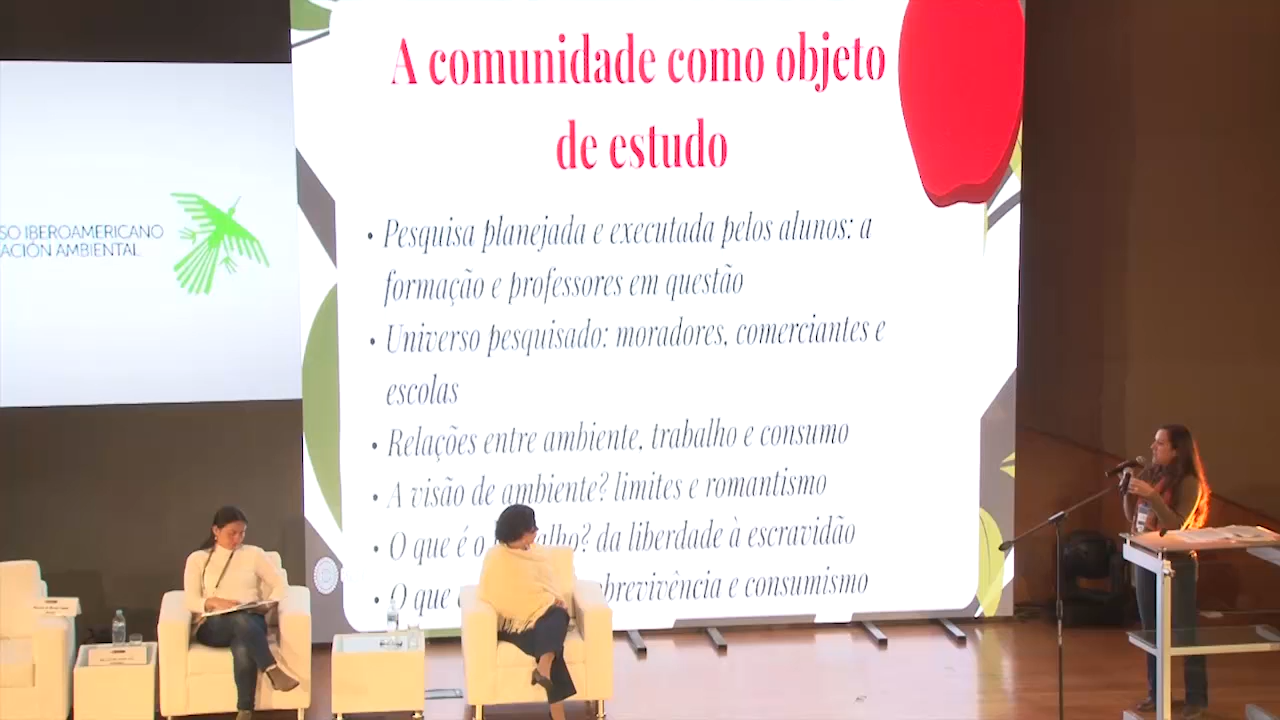 A comunidade como objeto
de estudo
• Pesquisa planejada e executada pelos alunos: a
formação e professores em questão
• Universo pesquisado: moradores, comerciantes e
escolas
• Relações entre ambiente, trabalho e consumo
• A visão de ambiente? limites e romantismo
• O que é o alho? da liberdade à escravidão
• O que brevivência e consumismo
SO IBEROAMERICANO
ACIÓN AMBIENTAL